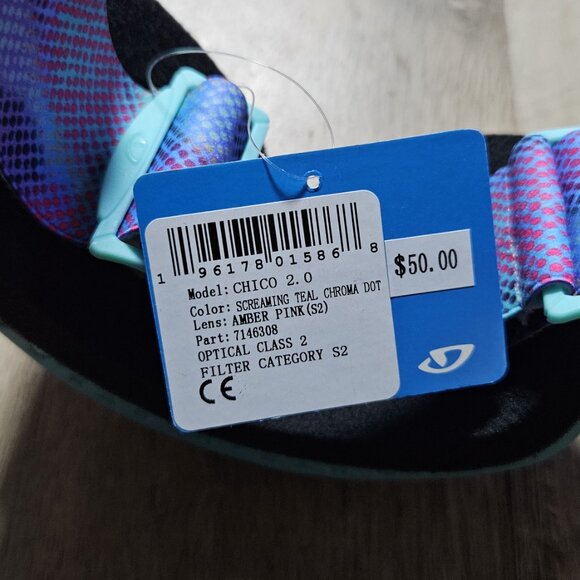 1 96178 01586 8
$50.00
Model: CHICO 2.0
Color: SCREAMING TEAL CHROMA DOT
Lens: AMBER PINK(S2)
Part: 7146308
OPTICAL CLASS 2
FILTER CATEGORY S2
CE